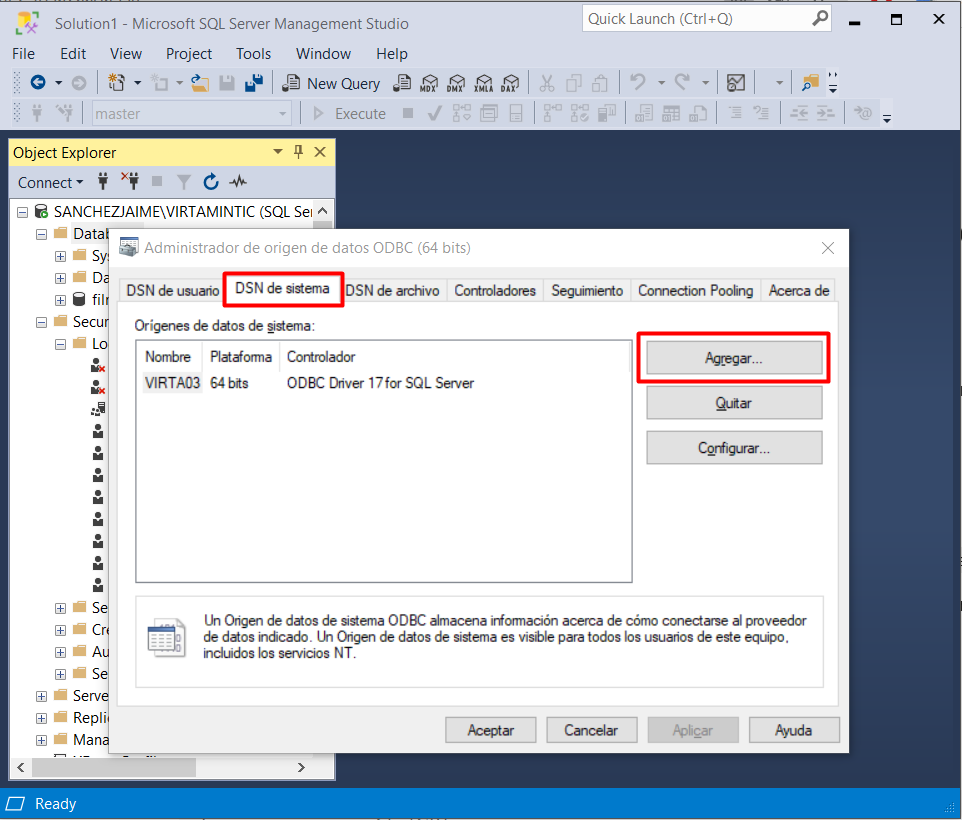 Solution1 - Microsoft SQL Server Management Studio
Quick Launch (Ctrl+Q)
File Edit View Project Tools Window Help
New Query MDX DMX XMLA DAX
master Execute
Object Explorer
Connect
SANCHEZJAIME\VIRTAMINTIC (SQL Se
Datab
Sy
Da
Secur
Lo
Se
Cre
Au
Se
Serve
Repli
Mana
Administrador de origen de datos ODBC (64 bits)
DSN de usuario DSN de sistema DSN de archivo Controladores Seguimiento Connection Pooling Acerca de
Orígenes de datos de sistema:
Nombre Plataforma Controlador
VIRTA03 64 bits ODBC Driver 17 for SQL Server
Agregar...
Quitar
Configurar...
Un Origen de datos de sistema ODBC almacena información acerca de cómo conectarse al proveedor
de datos indicado. Un Origen de datos de sistema es visible para todos los usuarios de este equipo,
incluidos los servicios NT.
Aceptar Cancelar Aplicar Ayuda
Ready